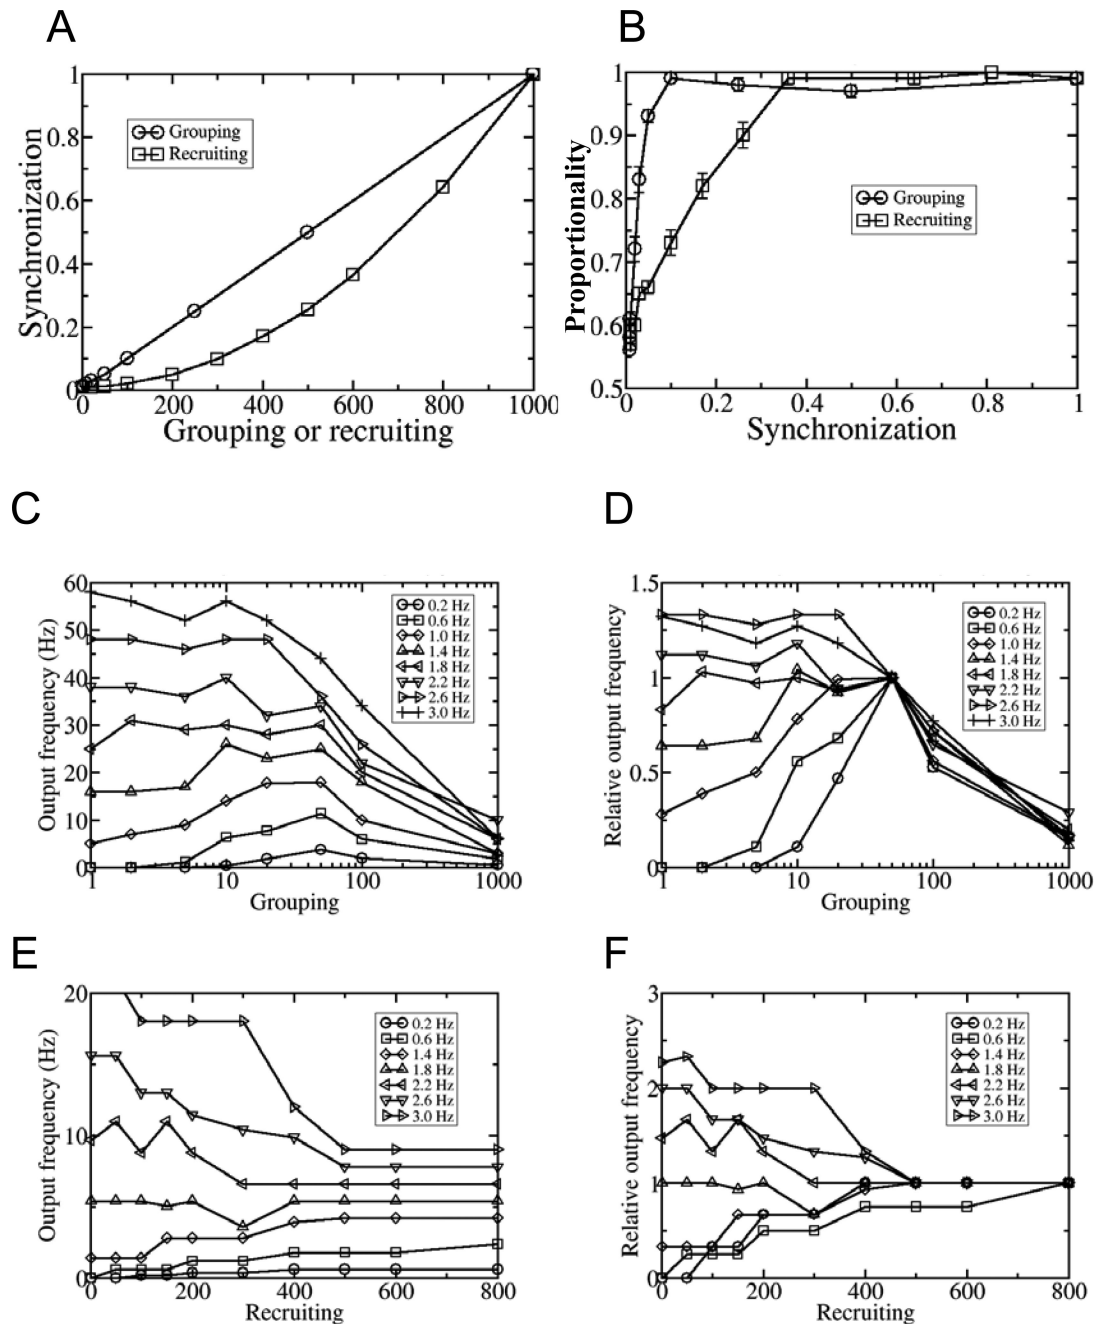 A
1
0.8
0.6
0.4
0.2
0
0
200
400
600
800
1000
Synchronization
Grouping or recruiting
Grouping
Recruiting
B
1
0.9
0.8
0.7
0.6
0.5
0
0.2
0.4
0.6
0.8
1
Proportionality
Synchronization
Grouping
Recruiting
C
60
50
40
30
20
10
0
1
10
100
1000
Output frequency (Hz)
Grouping
0.2 Hz
0.6 Hz
1.0 Hz
1.4 Hz
1.8 Hz
2.2 Hz
2.6 Hz
3.0 Hz
D
1.5
1
0.5
0
1
10
100
1000
Relative output frequency
Grouping
0.2 Hz
0.6 Hz
1.0 Hz
1.4 Hz
1.8 Hz
2.2 Hz
2.6 Hz
3.0 Hz
E
20
10
0
0
200
400
600
800
Output frequency (Hz)
Recruiting
0.2 Hz
0.6 Hz
1.4 Hz
1.8 Hz
2.2 Hz
2.6 Hz
3.0 Hz
F
3
2
1
0
0
200
400
600
800
Relative output frequency
Recruiting
0.2 Hz
0.6 Hz
1.4 Hz
1.8 Hz
2.2 Hz
2.6 Hz
3.0 Hz